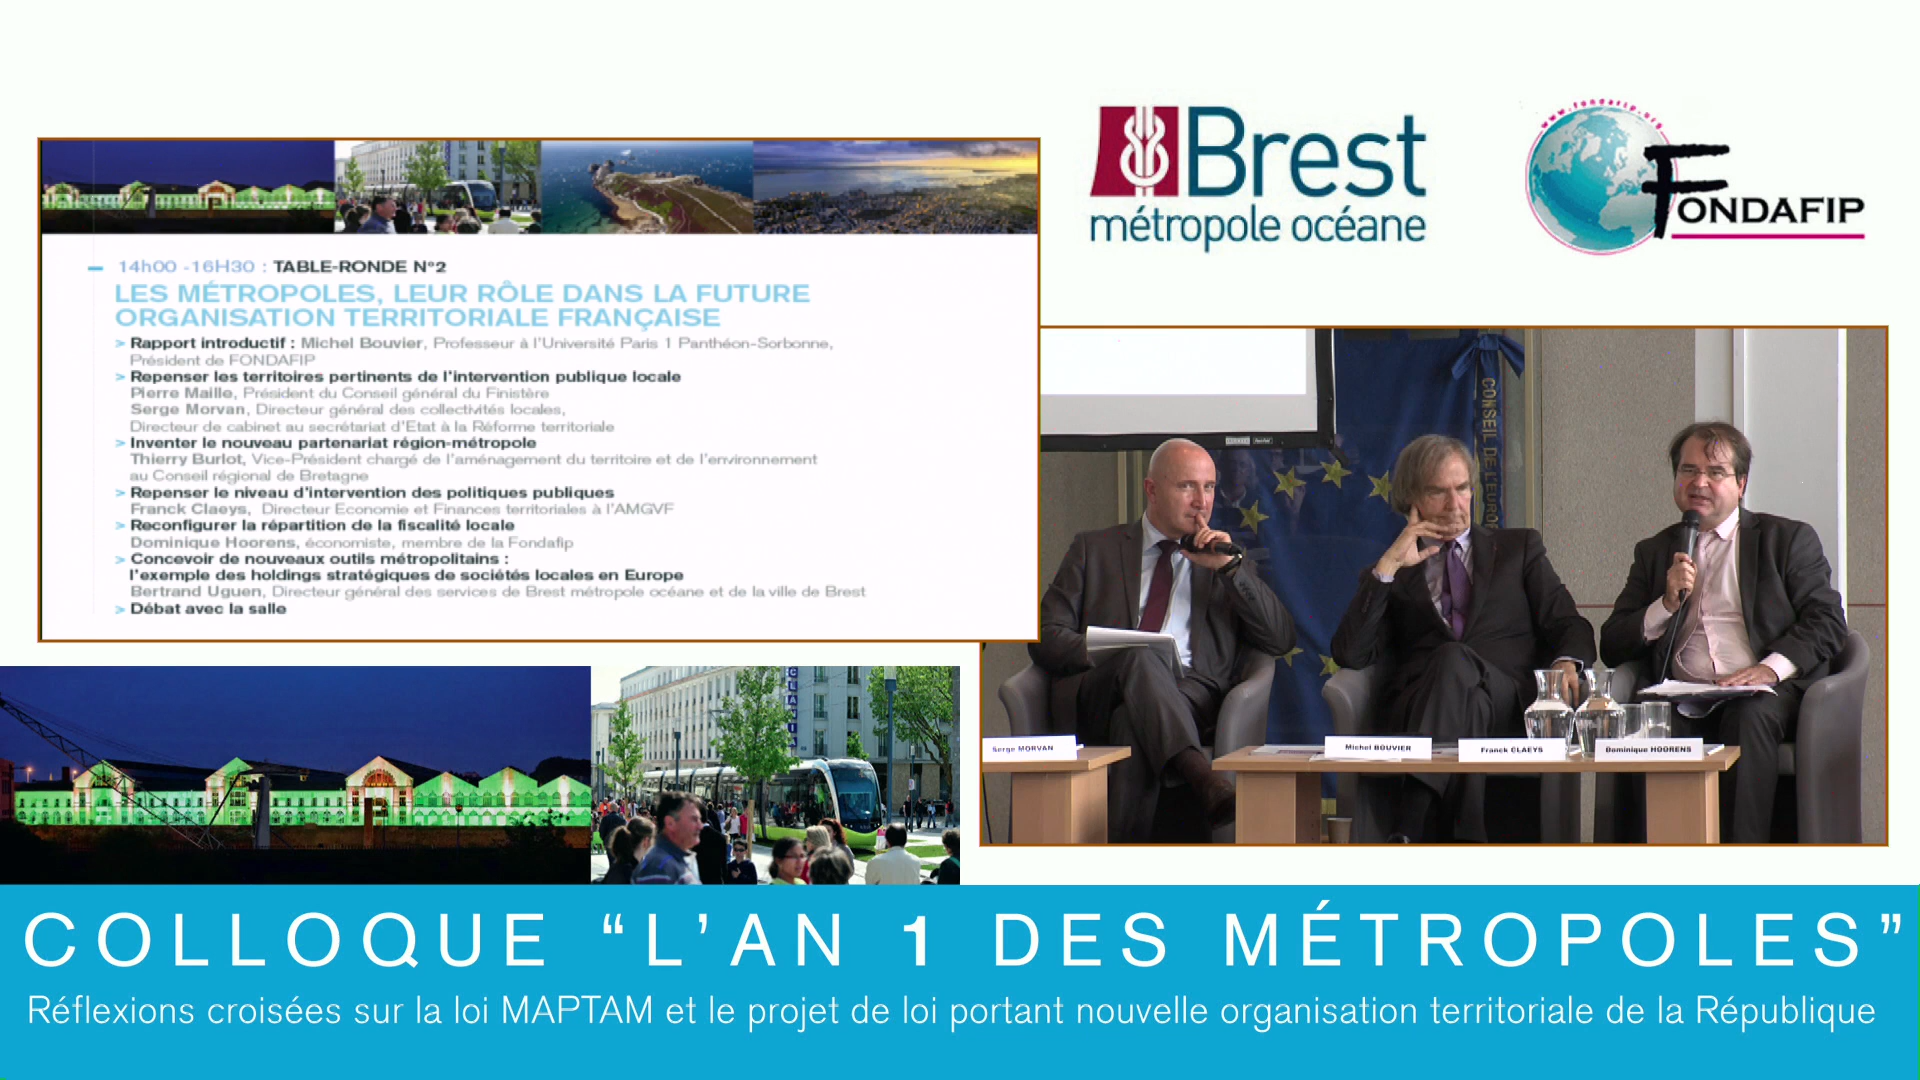 14h00 -16H30 : TABLE-RONDE N°2
LES MÉTROPOLES, LEUR RÔLE DANS LA FUTURE
ORGANISATION TERRITORIALE FRANÇAISE
> Rapport introductif : Michel Bouvier, Professeur à l'Université Paris 1 Panthéon-Sorbonne,
Président de FONDAFIP
> Repenser les territoires pertinents de l'intervention publique locale
Pierre Maille, Président du Conseil général du Finistère
Serge Morvan, Directeur général des collectivités locales,
Directeur de cabinet au secrétariat d'Etat à la Réforme territoriale
> Inventer le nouveau partenariat région-métropole
Thierry Burlot, Vice-Président chargé de l'aménagement du territoire et de l'environnement
au Conseil régional de Bretagne
> Repenser le niveau d'intervention des politiques publiques
Franck Claeys, Directeur Economie et Finances territoriales à l'AMGVF
> Reconfigurer la répartition de la fiscalité locale
Dominique Hoorens, économiste, membre de la Fondafip
> Concevoir de nouveaux outils métropolitains :
l'exemple des holdings stratégiques de sociétés locales en Europe
Bertrand Uguen, Directeur général des services de Brest métropole océane et de la ville de Brest
> Débat avec la salle
Brest
métropole océane
www.fondafip.org
FONDAFIP
CONSEIL DE L'EUROP
Serge MORVAN
Michel BOUVIER
Franck CLAEYS
Dominique HOORENS
COLLOQUE “L’AN 1 DES MÉTROPOLES”
Réflexions croisées sur la loi MAPTAM et le projet de loi portant nouvelle organisation territoriale de la République